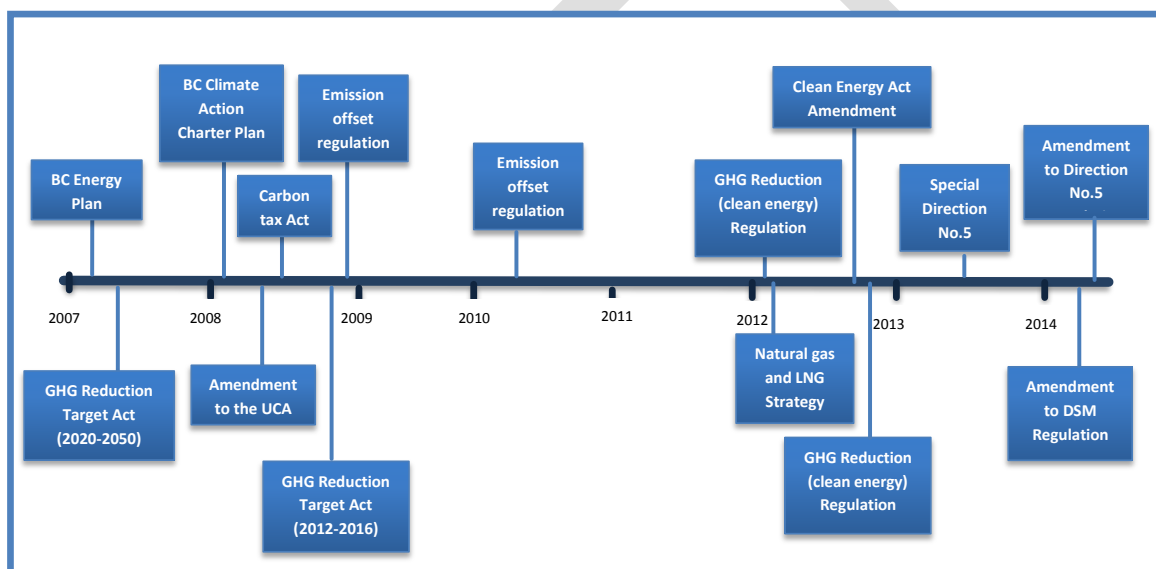 BC Climate
Action
Charter Plan
Emission
offset
regulation
Clean Energy Act
Amendment
BC Energy
Plan
Carbon
tax Act
Emission
offset
regulation
GHG Reduction
(clean energy)
Regulation
Special
Direction
No.5
Amendment
to Direction
No.5
2007
2008
2009
2010
2011
2012
2013
2014
GHG Reduction
Target Act
(2020-2050)
Amendment
to the UCA
GHG Reduction
Target Act
(2012-2016)
Natural gas
and LNG
Strategy
GHG Reduction
(clean energy)
Regulation
Amendment
to DSM
Regulation